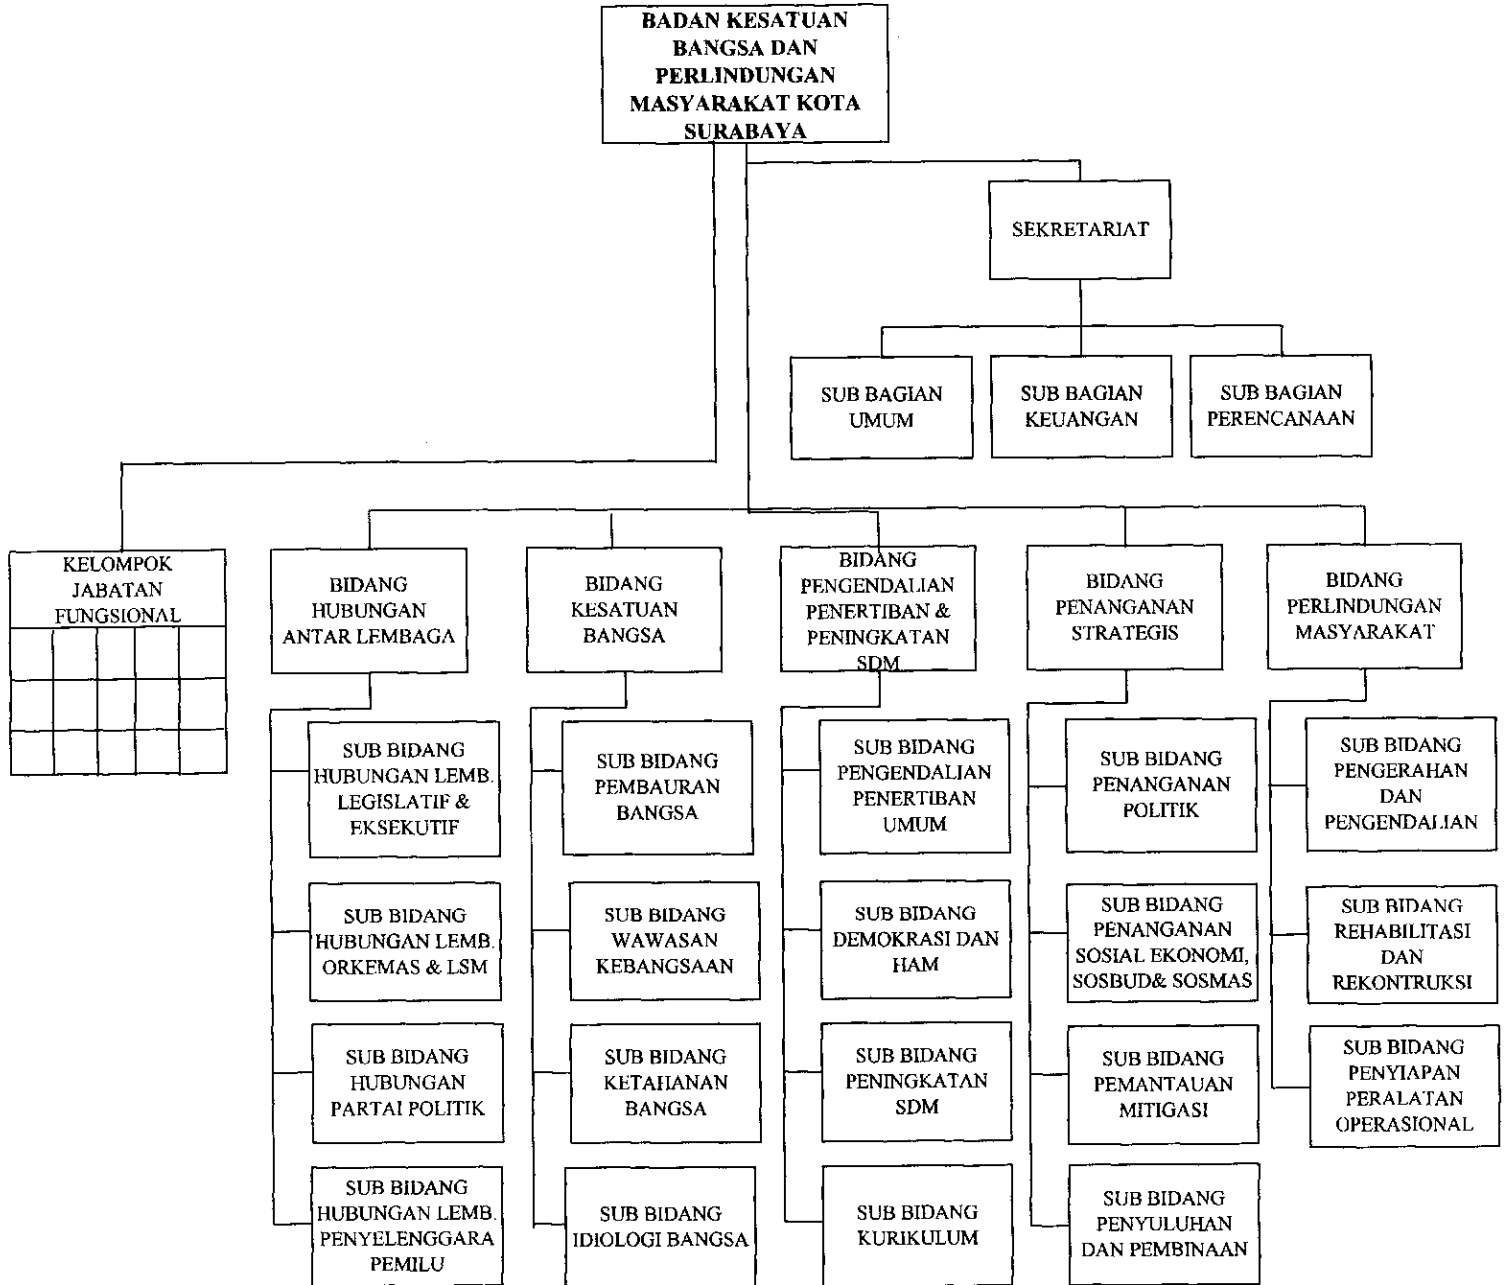 BADAN KESATUAN
BANGSA DAN
PERLINDUNGAN
MASYARAKAT KOTA
SURABAYA
SEKRETARIAT
SUB BAGIAN
UMUM
SUB BAGIAN
KEUANGAN
SUB BAGIAN
PERENCANAAN
KELOMPOK
JABATAN
FUNGSIONAL
BIDANG
HUBUNGAN
ANTAR LEMBAGA
BIDANG
KESATUAN
BANGSA
BIDANG
PENGENDALIAN
PENERTIBAN &
PENINGKATAN
SDM
BIDANG
PENANGANAN
STRATEGIS
BIDANG
PERLINDUNGAN
MASYARAKAT
SUB BIDANG
HUBUNGAN LEMB.
LEGISLATIF &
EKSEKUTIF
SUB BIDANG
PEMBAURAN
BANGSA
SUB BIDANG
PENGENDALIAN
PENERTIBAN
UMUM
SUB BIDANG
PENANGANAN
POLITIK
SUB BIDANG
PENGERAHAN
DAN
PENGENDALIAN
SUB BIDANG
HUBUNGAN LEMB.
ORKEMAS & LSM
SUB BIDANG
WAWASAN
KEBANGSAAN
SUB BIDANG
DEMOKRASI DAN
HAM
SUB BIDANG
PENANGANAN
SOSIAL EKONOMI,
SOSBUD& SOSMAS
SUB BIDANG
REHABILITASI
DAN
REKONTRUKSI
SUB BIDANG
HUBUNGAN
PARTAI POLITIK
SUB BIDANG
KETAHANAN
BANGSA
SUB BIDANG
PENINGKATAN
SDM
SUB BIDANG
PEMANTAUAN
MITIGASI
SUB BIDANG
PENYIAPAN
PERALATAN
OPERASIONAL
SUB BIDANG
HUBUNGAN LEMB.
PENYELENGGARA
PEMILU
SUB BIDANG
IDIOLOGI BANGSA
SUB BIDANG
KURIKULUM
SUB BIDANG
PENYULUHAN
DAN PEMBINAAN